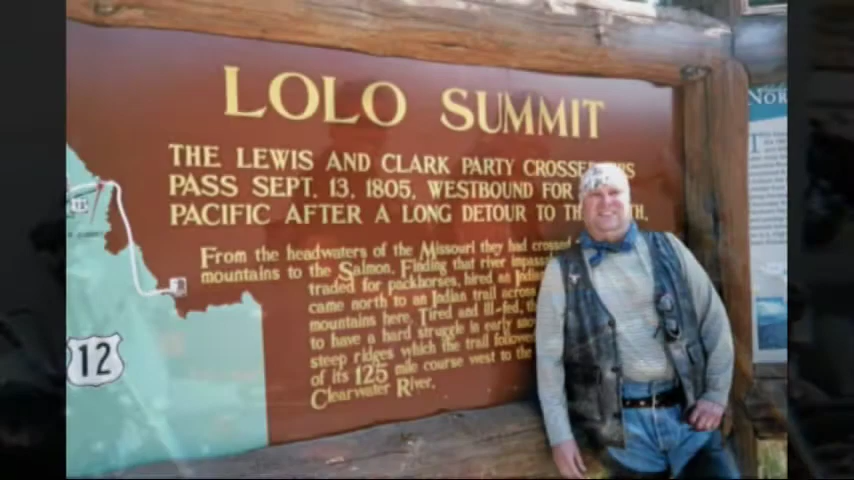 LOLO SUMMIT
THE LEWIS AND CLARK PARTY CROSSED
PASS SEPT. 13, 1805, WESTBOUND FOR
PACIFIC AFTER A LONG DETOUR TO
From the headwaters of the Missouri they had crossed
mountains to the Salmon. Finding that river
traded for packhorses, hired an
came north to an Indian trail across
mountains here. Tired and ill-fed,
to have a hard struggle in early
steep ridges which the trail followed
of its 125 mile course west to the
Clearwater River.
12
NOR